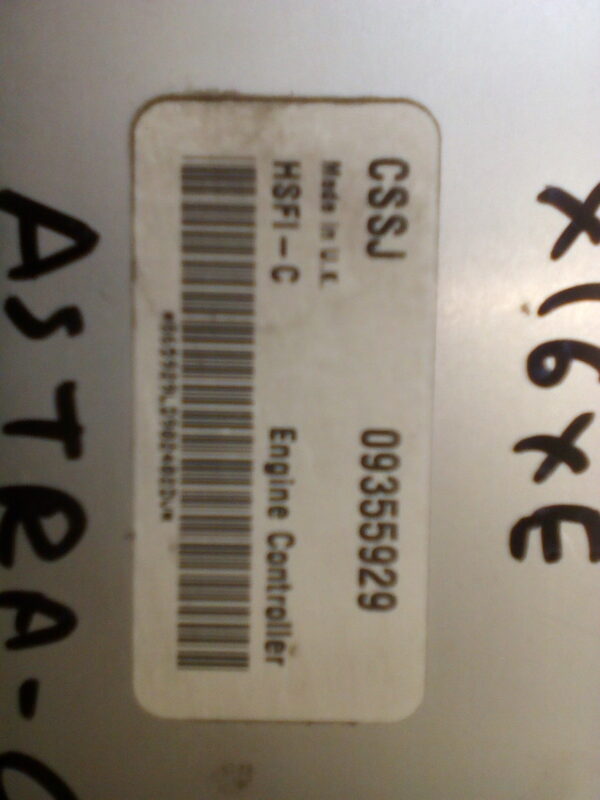 X16XE
CSSJ 09355929
Made in U.K.
HSFI-C Engine Controller
ASTRA-